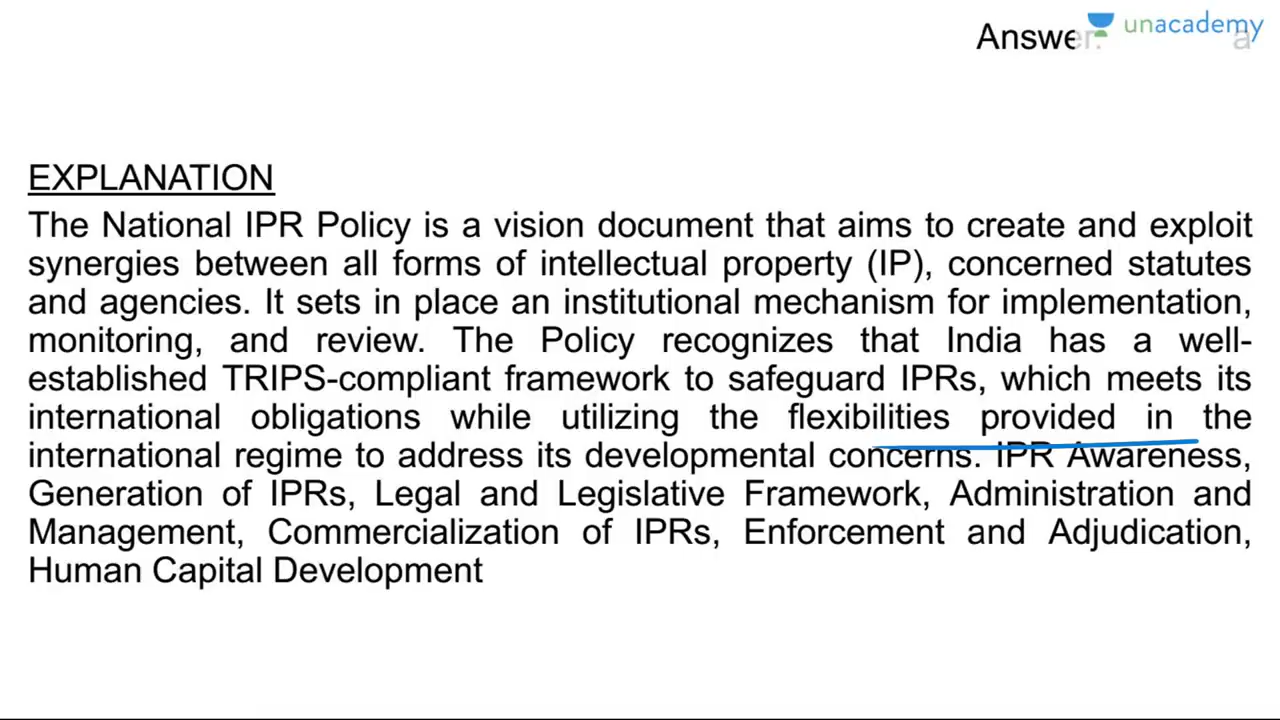 Answer: a
unacademy
EXPLANATION
The National IPR Policy is a vision document that aims to create and exploit
synergies between all forms of intellectual property (IP), concerned statutes
and agencies. It sets in place an institutional mechanism for implementation,
monitoring, and review. The Policy recognizes that India has a well-
established TRIPS-compliant framework to safeguard IPRs, which meets its
international obligations while utilizing the flexibilities provided in the
international regime to address its developmental concerns. IPR Awareness,
Generation of IPRs, Legal and Legislative Framework, Administration and
Management, Commercialization of IPRs, Enforcement and Adjudication,
Human Capital Development